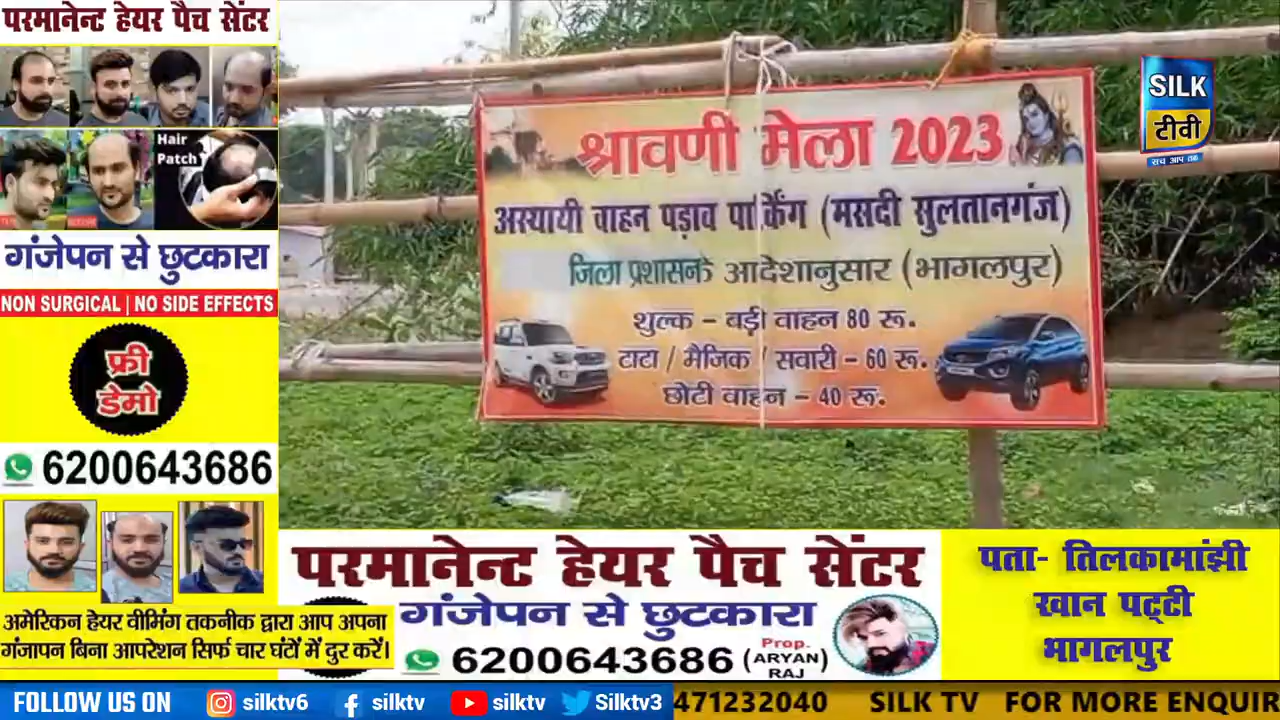 परमानेन्ट हेयर पैच सेंटर
Hair
Patch
गंजेपन से छुटकारा
NON SURGICAL | NO SIDE EFFECTS
फ्री
डेमो
6200643686
अमेरिकन हेयर वीमिंग तकनीक द्वारा आप अपना
गंजापन बिना आपरेशन सिर्फ चार घंटों में दुर करें।
श्रावणी मेला 2023
अस्थायी वाहन पड़ाव पार्किंग (मसदी सुलतानगंज)
जिला प्रशासन के आदेशानुसार (भागलपुर)
शुल्क – बड़ी वाहन 80 रू.
टाटा / मैजिक / सवारी – 60 रू.
छोटी वाहन – 40 रू.
SILK
टीवी
सच आप तक
परमानेन्ट हेयर पैच सेंटर
गंजेपन से छुटकारा
6200643686
Prop.
(ARYAN
RAJ)
पता- तिलकामांझी
खान पट्टी
भागलपुर
FOLLOW US ON silktv6 silktv silktv Silktv3 471232040 SILK TV FOR MORE ENQUIR